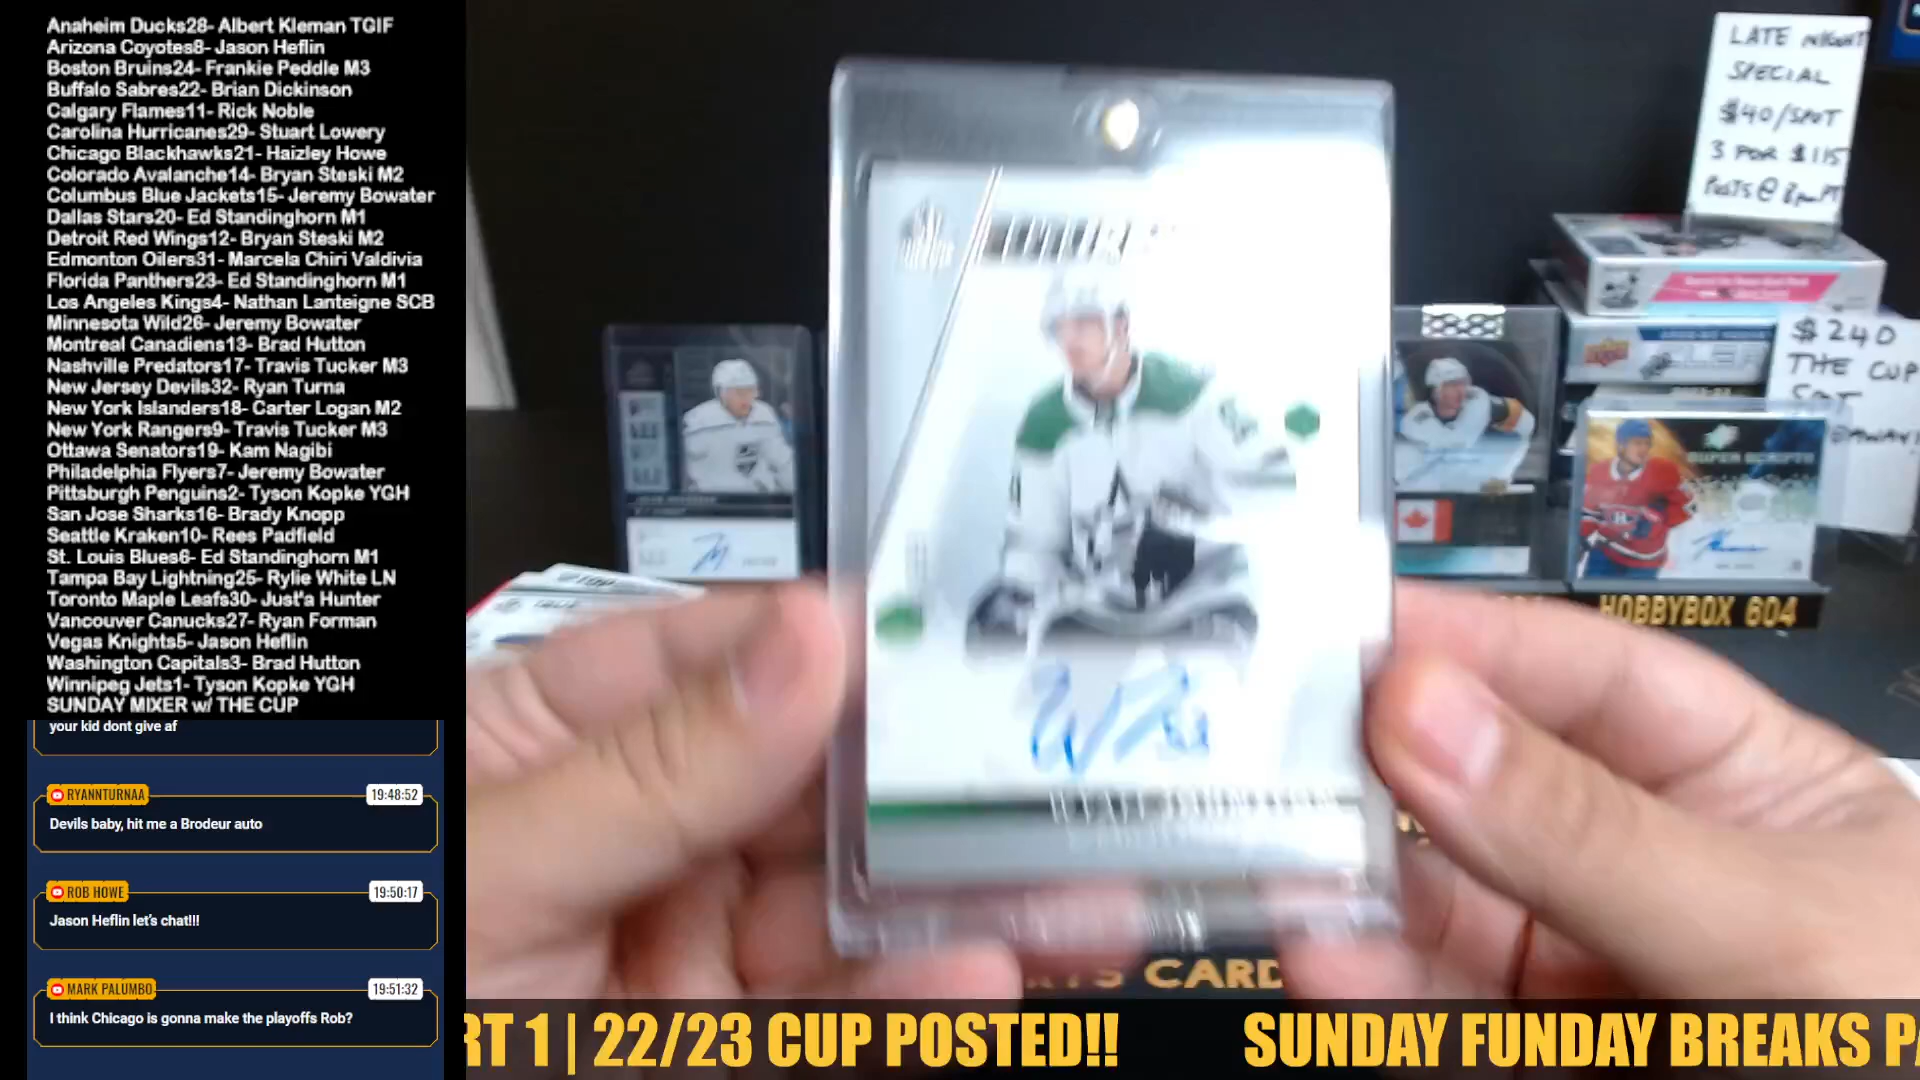 Anaheim Ducks28- Albert Kleman TGIF
Arizona Coyotes8- Jason Heflin
Boston Bruins24- Frankie Peddle M3
Buffalo Sabres22- Brian Dickinson
Calgary Flames11- Rick Noble
Carolina Hurricanes29- Stuart Lowery
Chicago Blackhawks21- Haizley Howe
Colorado Avalanche14- Bryan Steski M2
Columbus Blue Jackets15- Jeremy Bowater
Dallas Stars20- Ed Standinghorn M1
Detroit Red Wings12- Bryan Steski M2
Edmonton Oilers31- Marcela Chiri Valdivia
Florida Panthers23- Ed Standinghorn M1
Los Angeles Kings4- Nathan Lanteigne SCB
Minnesota Wild26- Jeremy Bowater
Montreal Canadiens13- Brad Hutton
Nashville Predators17- Travis Tucker M3
New Jersey Devils32- Ryan Turna
New York Islanders18- Carter Logan M2
New York Rangers9- Travis Tucker M3
Ottawa Senators19- Kam Nagibi
Philadelphia Flyers7- Jeremy Bowater
Pittsburgh Penguins2- Tyson Kopke YGH
San Jose Sharks16- Brady Knopp
Seattle Kraken10- Rees Padfield
St. Louis Blues6- Ed Standinghorn M1
Tampa Bay Lightning25- Rylie White LN
Toronto Maple Leafs30- Just'a Hunter
Vancouver Canucks27- Ryan Forman
Vegas Knights5- Jason Heflin
Washington Capitals3- Brad Hutton
Winnipeg Jets1- Tyson Kopke YGH
SUNDAY MIXER w/ THE CUP
your kid dont give af
RYANNTURNAA 19:48:52
Devils baby, hit me a Brodeur auto
ROB HOWE 19:50:17
Jason Heflin let's chat!!!
MARK PALUMBO 19:51:32
I think Chicago is gonna make the playoffs Rob?
LATE NIGHT
SPECIAL
$40/SPOT
3 FOR $115
POSTS @ 8pm PT
$240
THE CUP
SPOT
SUPER SCRIPTS
HOBBYBOX 604
CARD
RT 1 | 22/23 CUP POSTED!! SUNDAY FUNDAY BREAKS PA